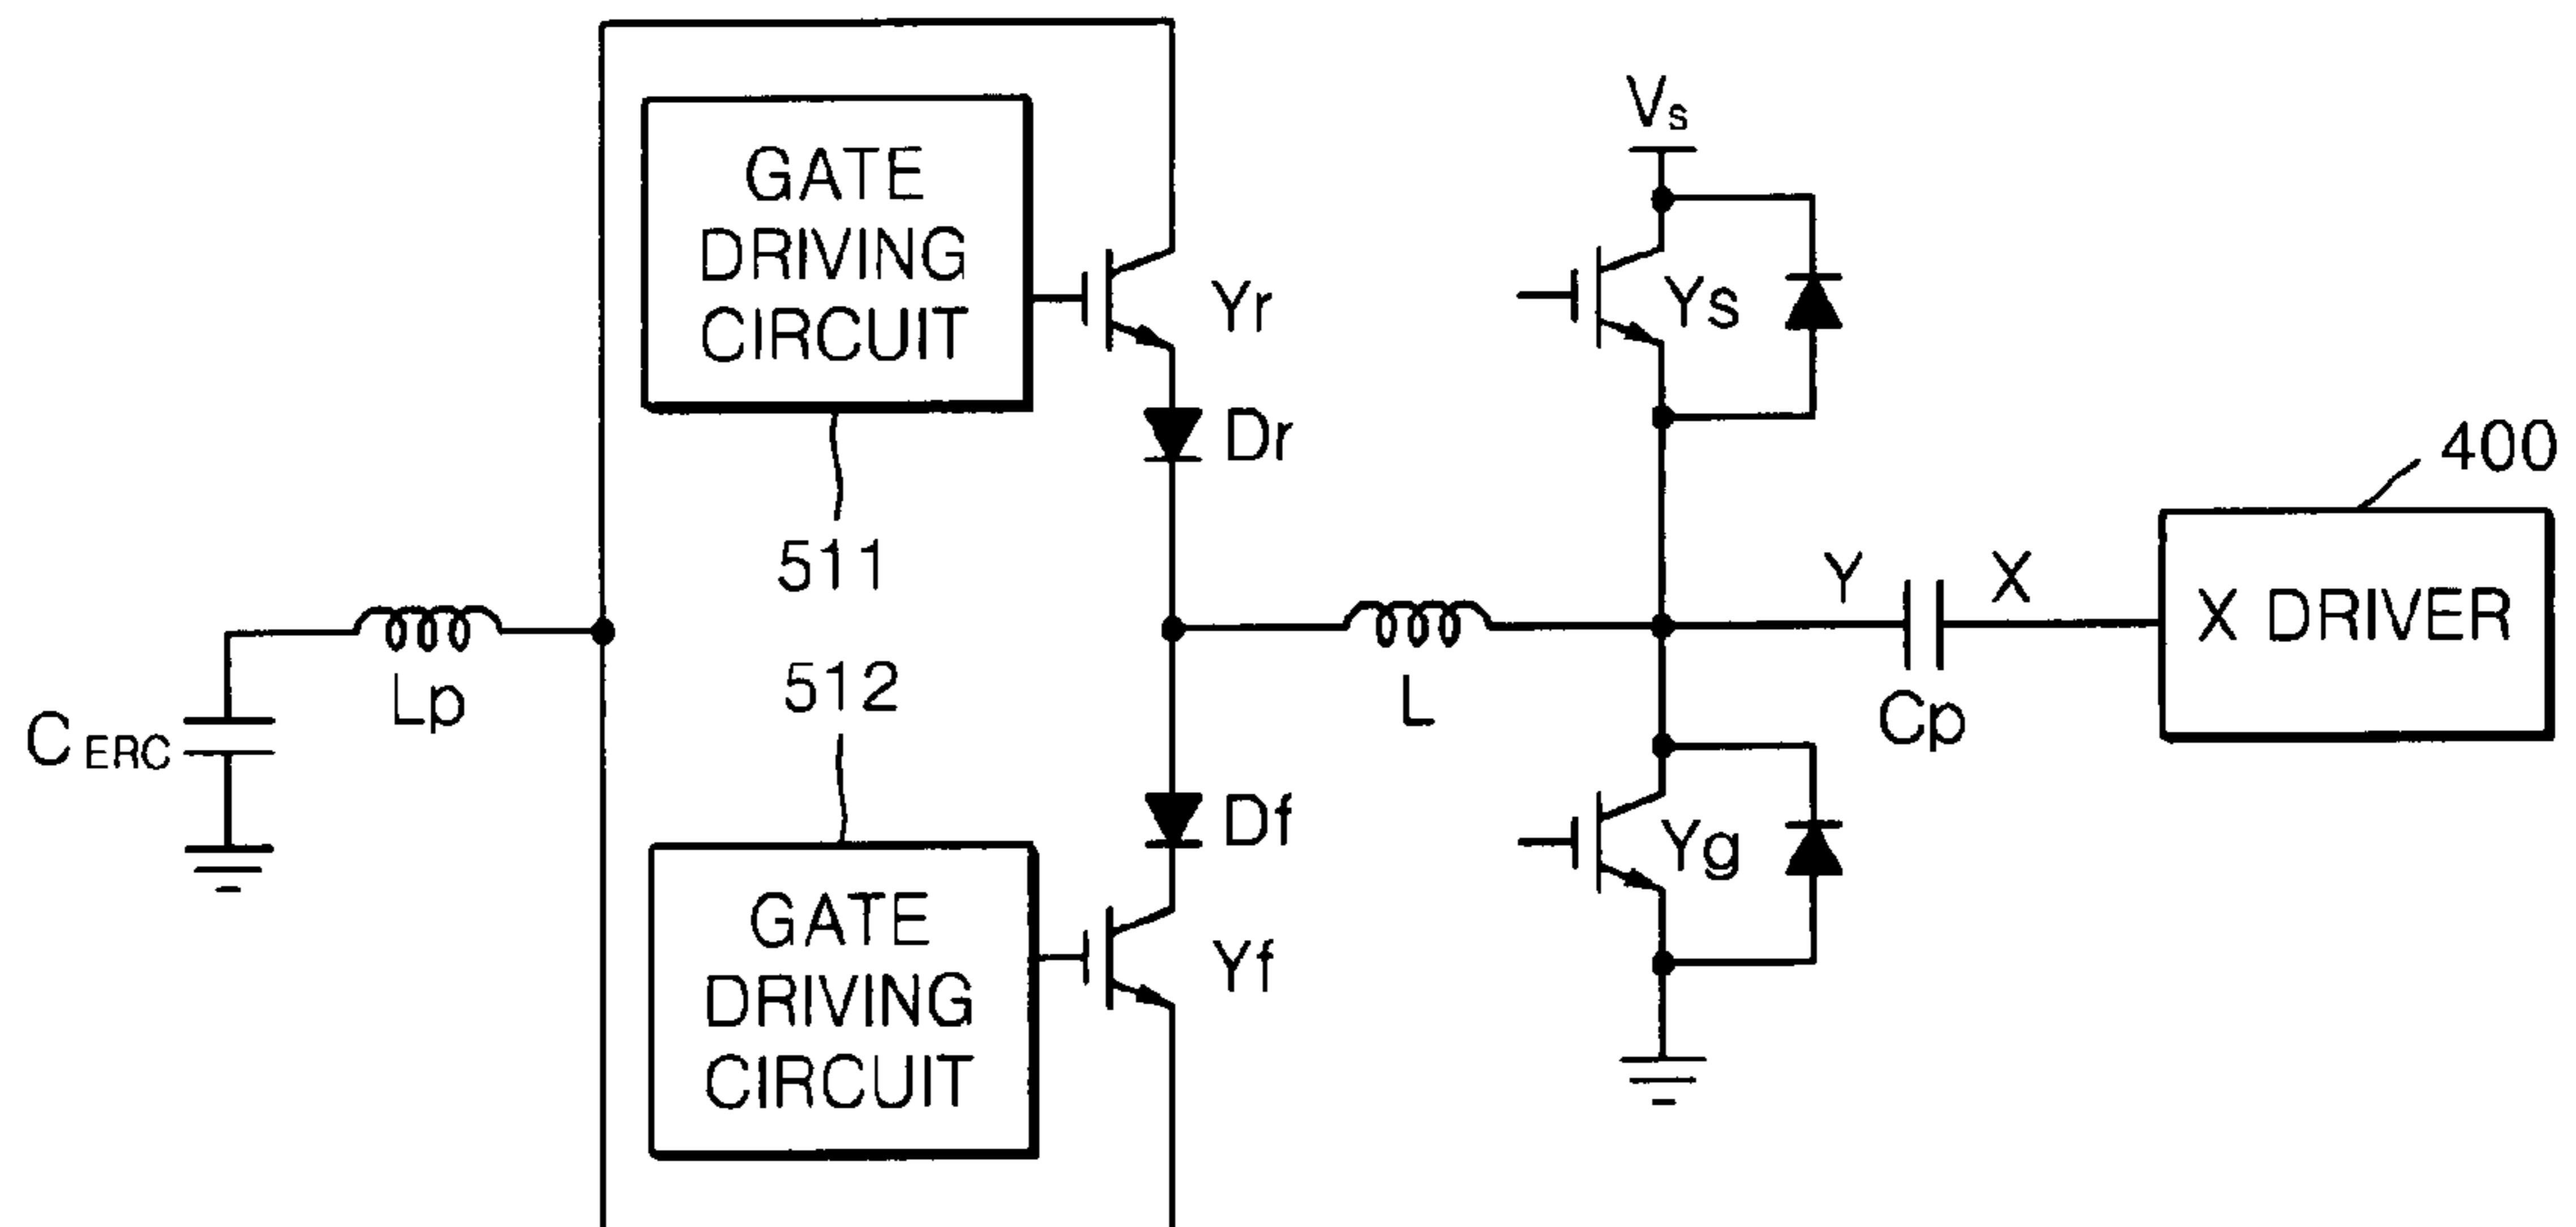 GATE
DRIVING
CIRCUIT
Yr
Dr
511
Vs
Ys
400
X DRIVER
Y
X
Cp
L
Lp
CERC
512
Df
Yg
GATE
DRIVING
CIRCUIT
Yf